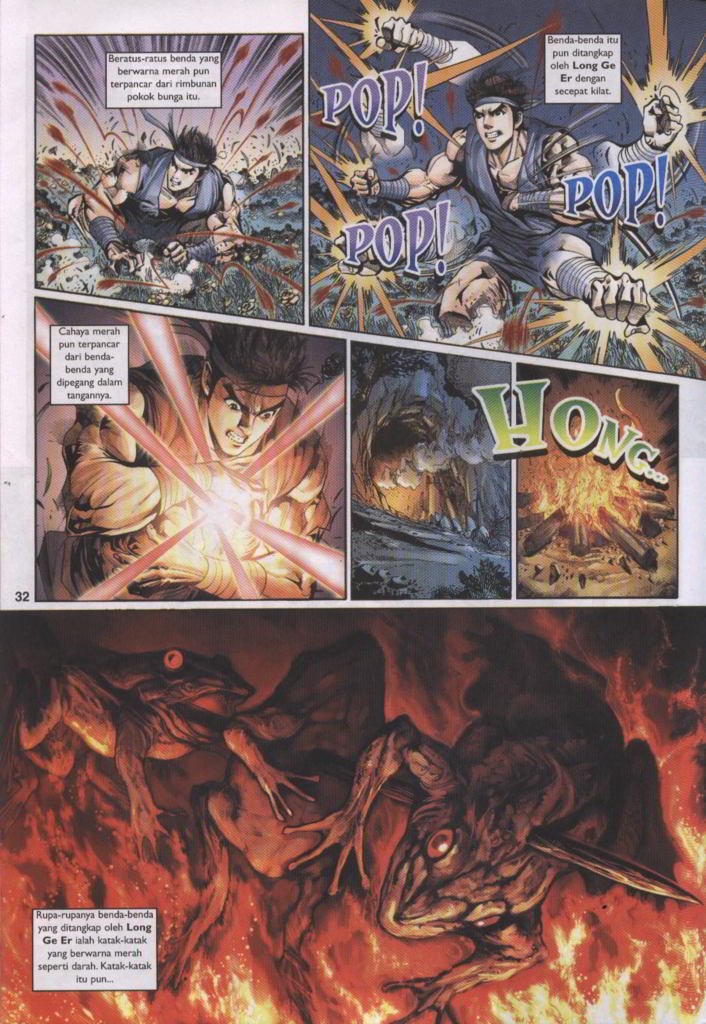 Beratus-ratus benda yang
berwarna merah pun
terpancar dari rimbunan
pokok bunga itu.
Benda-benda itu
pun ditangkap
oleh Long Ge
Er dengan
secepat kilat.
POP!
POP!
POP!
Cahaya merah
pun terpancar
dari benda-
benda yang
dipegang dalam
tangannya.
HONG...
32
Rupa-rupanya benda-benda
yang ditangkap oleh Long
Ge Er ialah katak-katak
yang berwarna merah
seperti darah. Katak-katak
itu pun...